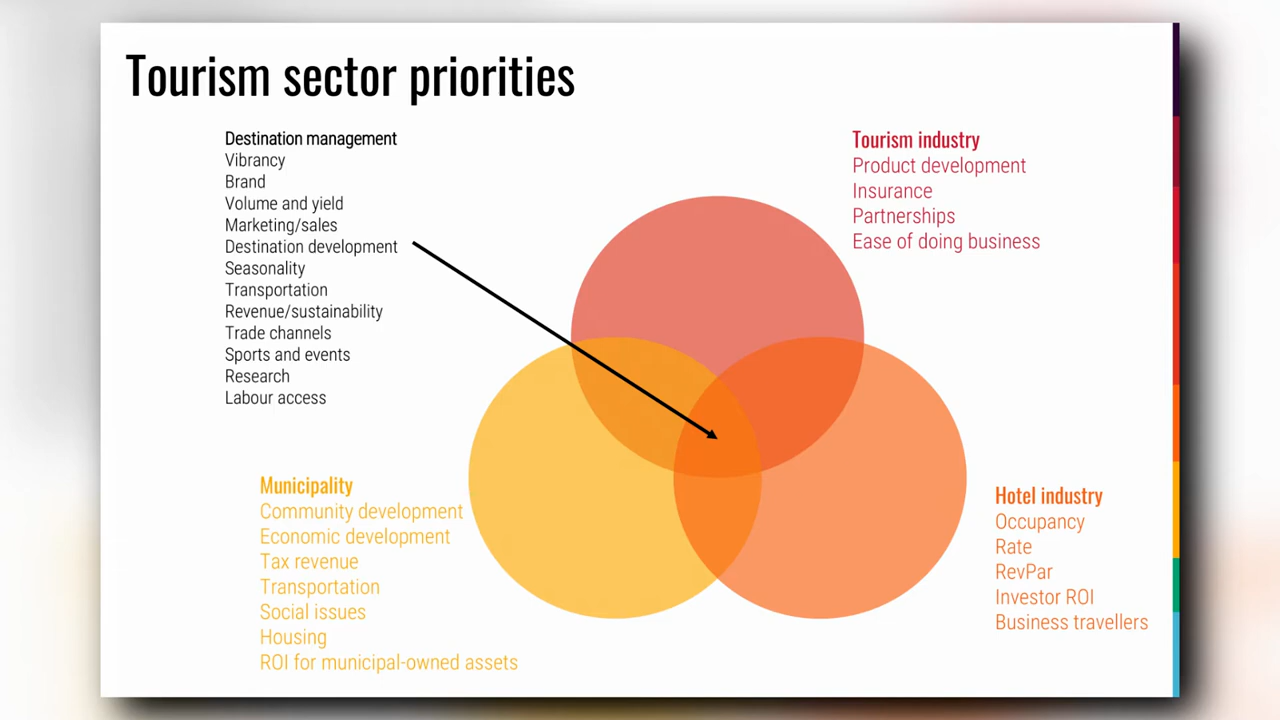 Tourism sector priorities
Destination management
Vibrancy
Brand
Volume and yield
Marketing/sales
Destination development
Seasonality
Transportation
Revenue/sustainability
Trade channels
Sports and events
Research
Labour access
Tourism industry
Product development
Insurance
Partnerships
Ease of doing business
Municipality
Community development
Economic development
Tax revenue
Transportation
Social issues
Housing
ROI for municipal-owned assets
Hotel industry
Occupancy
Rate
RevPar
Investor ROI
Business travellers